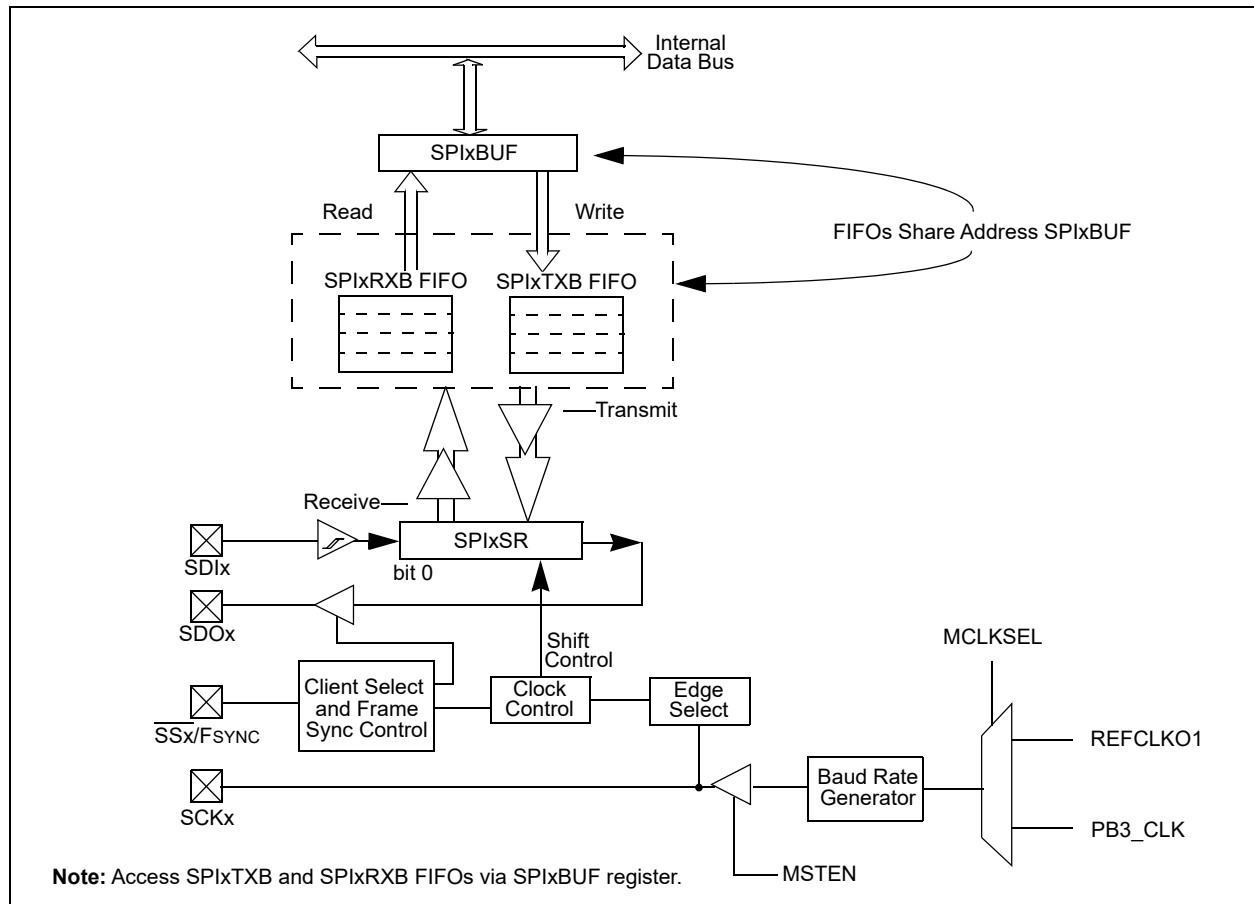 Internal
Data Bus
SPIxBUF
Read
Write
FIFOs Share Address SPIxBUF
SPIxRXB FIFO
SPIxTXB FIFO
Transmit
Receive
SPIxSR
SDIx
bit 0
SDOx
Shift
Control
MCLKSEL
Client Select
and Frame
Sync Control
Clock
Control
Edge
Select
SSx/FSYNC
REFCLKO1
Baud Rate
Generator
SCKx
PB3_CLK
MSTEN
Note: Access SPIxTXB and SPIxRXB FIFOs via SPIxBUF register.